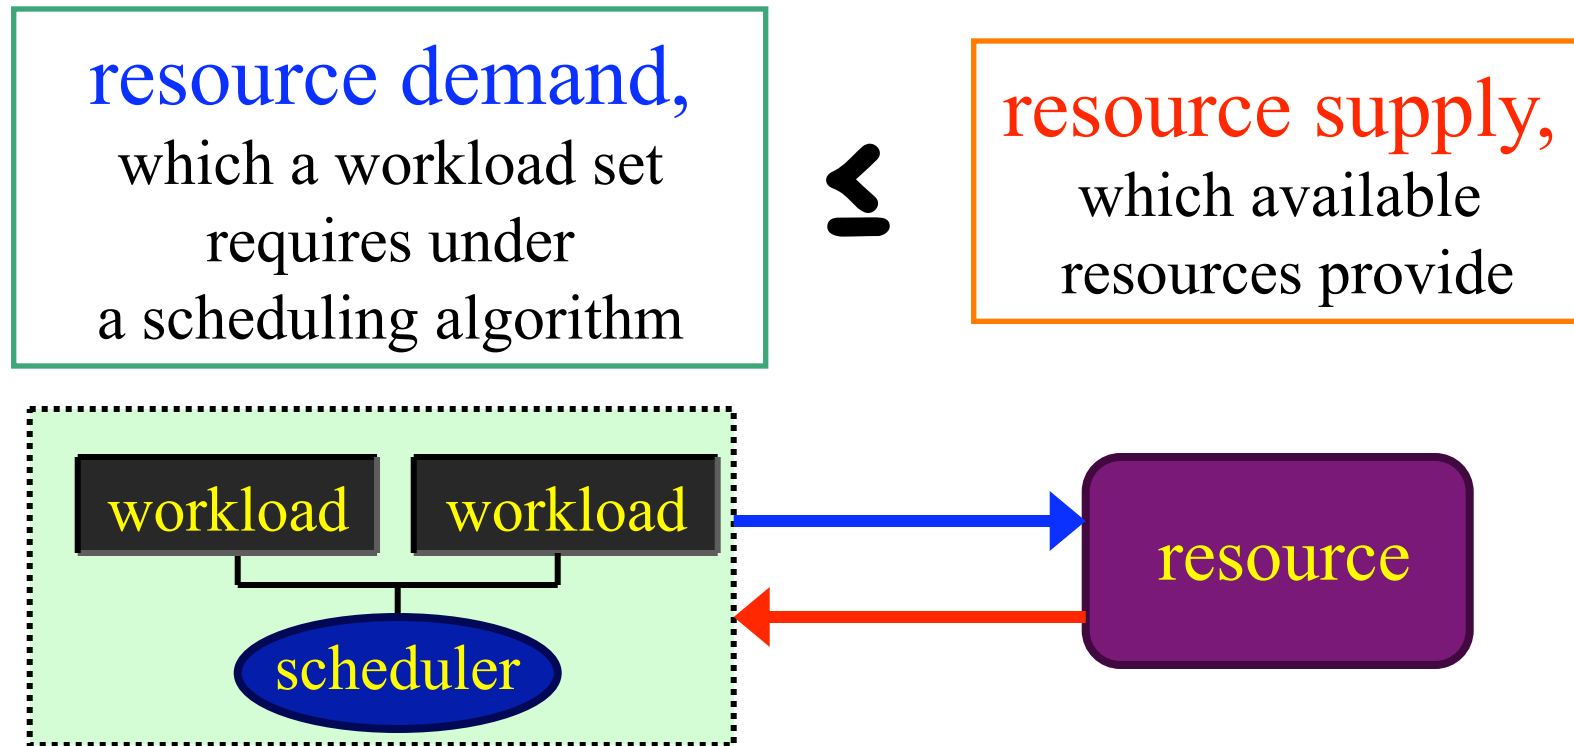 resource demand,
which a workload set
requires under
a scheduling algorithm
≤
resource supply,
which available
resources provide
workload
workload
scheduler
resource